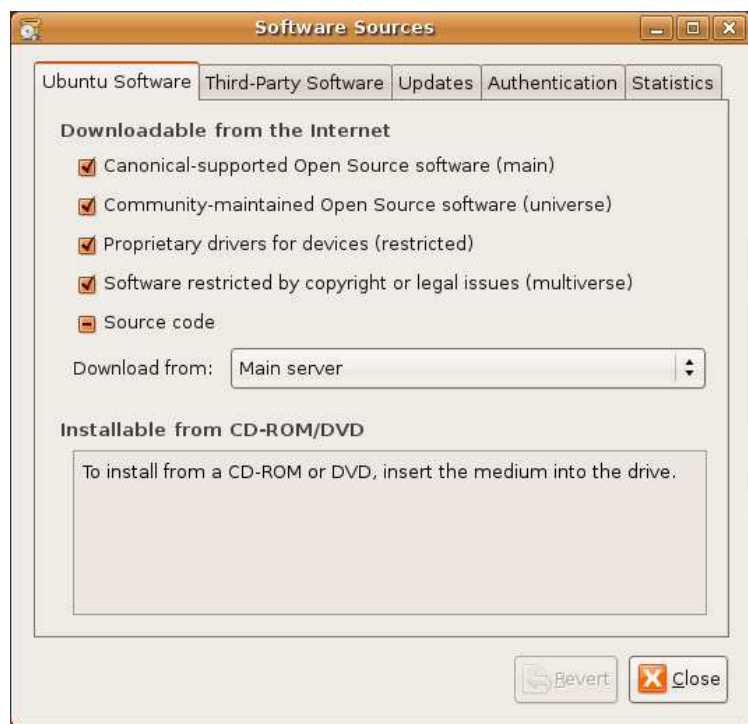 Software Sources
Ubuntu Software Third-Party Software Updates Authentication Statistics
Downloadable from the Internet
Canonical-supported Open Source software (main)
Community-maintained Open Source software (universe)
Proprietary drivers for devices (restricted)
Software restricted by copyright or legal issues (multiverse)
Source code
Download from: Main server
Installable from CD-ROM/DVD
To install from a CD-ROM or DVD, insert the medium into the drive.
Revert Close